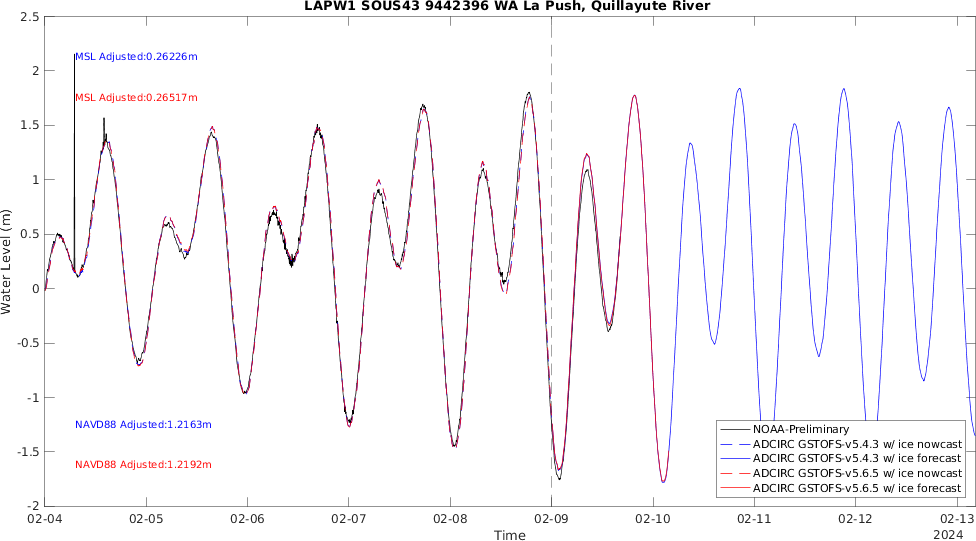 LAPW1 SOUS43 9442396 WA La Push, Quillayute River
2.5
2
1.5
1
0.5
0
-0.5
-1
-1.5
-2
Water Level (m)
MSL Adjusted:0.26226m
MSL Adjusted:0.26517m
NAVD88 Adjusted:1.2163m
NAVD88 Adjusted:1.2192m
NOAA-Preliminary
ADCIRC GSTOFS-v5.4.3 w/ ice nowcast
ADCIRC GSTOFS-v5.4.3 w/ ice forecast
ADCIRC GSTOFS-v5.6.5 w/ ice nowcast
ADCIRC GSTOFS-v5.6.5 w/ ice forecast
02-04 02-05 02-06 02-07 02-08 02-09 02-10 02-11 02-12 02-13
Time
2024